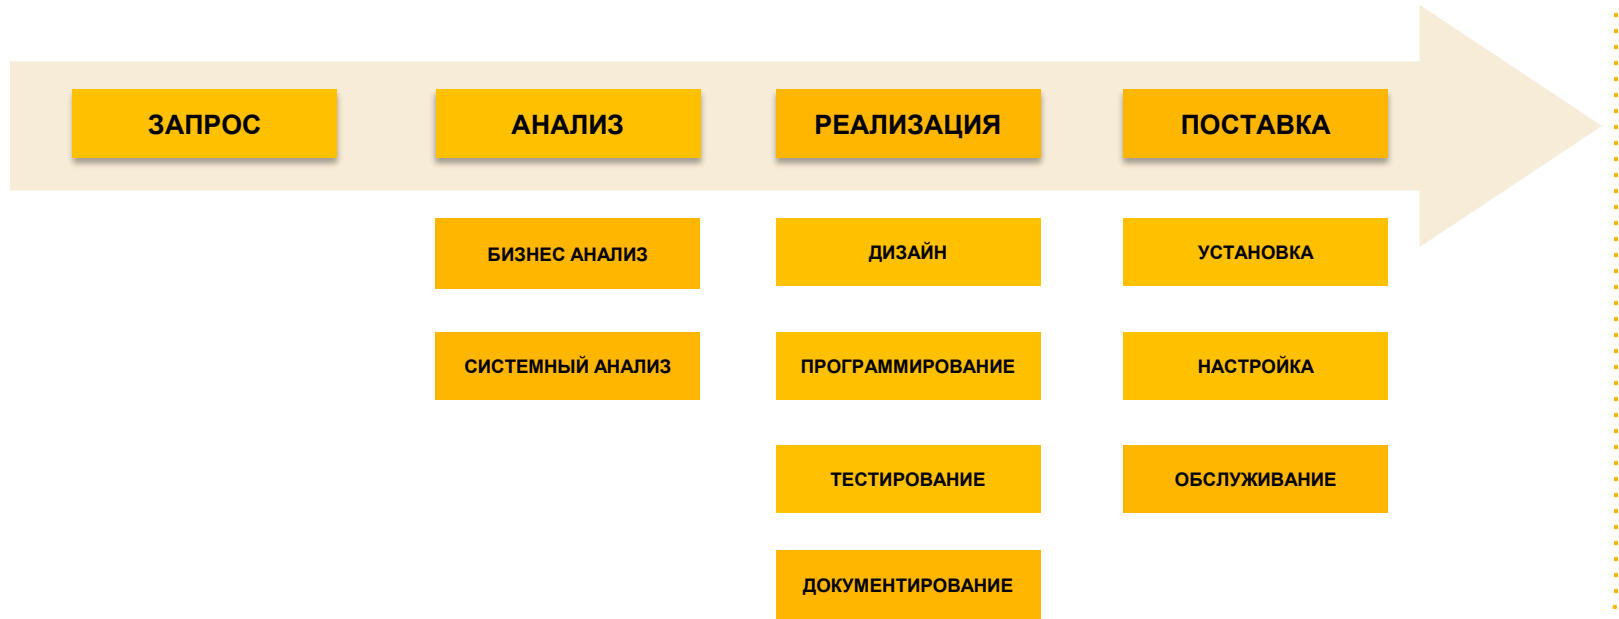 ЗАПРОС
АНАЛИЗ
РЕАЛИЗАЦИЯ
ПОСТАВКА
БИЗНЕС АНАЛИЗ
ДИЗАЙН
УСТАНОВКА
СИСТЕМНЫЙ АНАЛИЗ
ПРОГРАММИРОВАНИЕ
НАСТРОЙКА
ТЕСТИРОВАНИЕ
ОБСЛУЖИВАНИЕ
ДОКУМЕНТИРОВАНИЕ